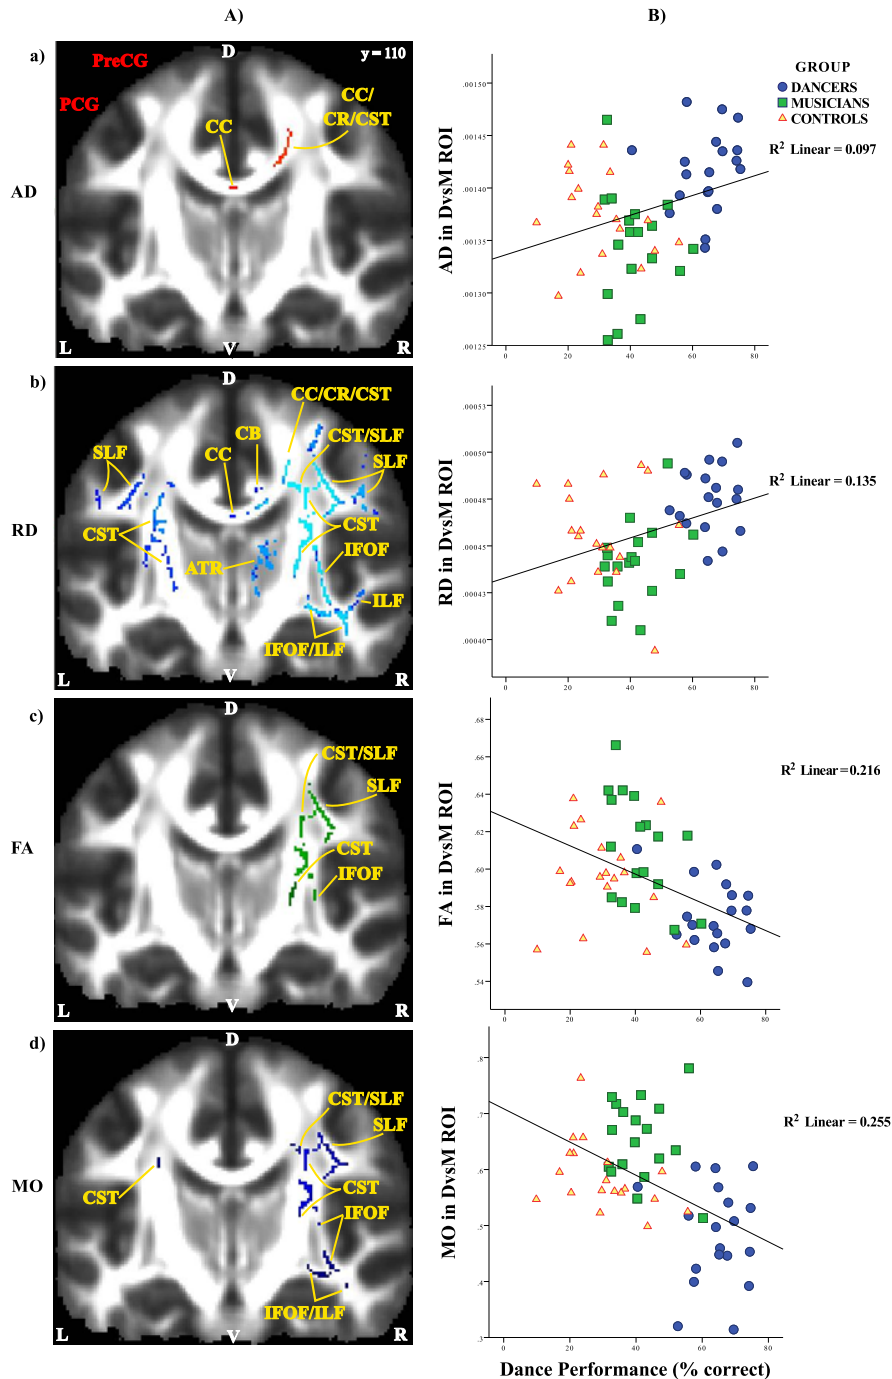 A)
B)
a)
D
y = 110
PreCG
PCG
CC/
CR/CST
CC
AD
L
V
R
AD in DvsM ROI
.00150
.00145
.00140
.00135
.00130
.00125
0
20
40
60
80
GROUP
DANCERS
MUSICIANS
CONTROLS
R² Linear = 0.097
b)
D
CC/CR/CST
CB
CST/SLF
CC
SLF
SLF
CST
CST
IFOF
ATR
ILF
IFOF/ILF
RD
L
V
R
RD in DvsM ROI
.00053
.00050
.00048
.00045
.00043
.00040
0
20
40
60
80
R² Linear = 0.135
c)
D
CST/SLF
SLF
CST
IFOF
FA
L
V
R
FA in DvsM ROI
.68
.66
.64
.62
.60
.58
.56
.54
0
20
40
60
80
R² Linear =0.216
d)
D
CST/SLF
SLF
CST
CST
IFOF
IFOF/ILF
MO
L
V
R
MO in DvsM ROI
.8
.7
.6
.5
.4
.3
0
20
40
60
80
R² Linear = 0.255
Dance Performance (% correct)